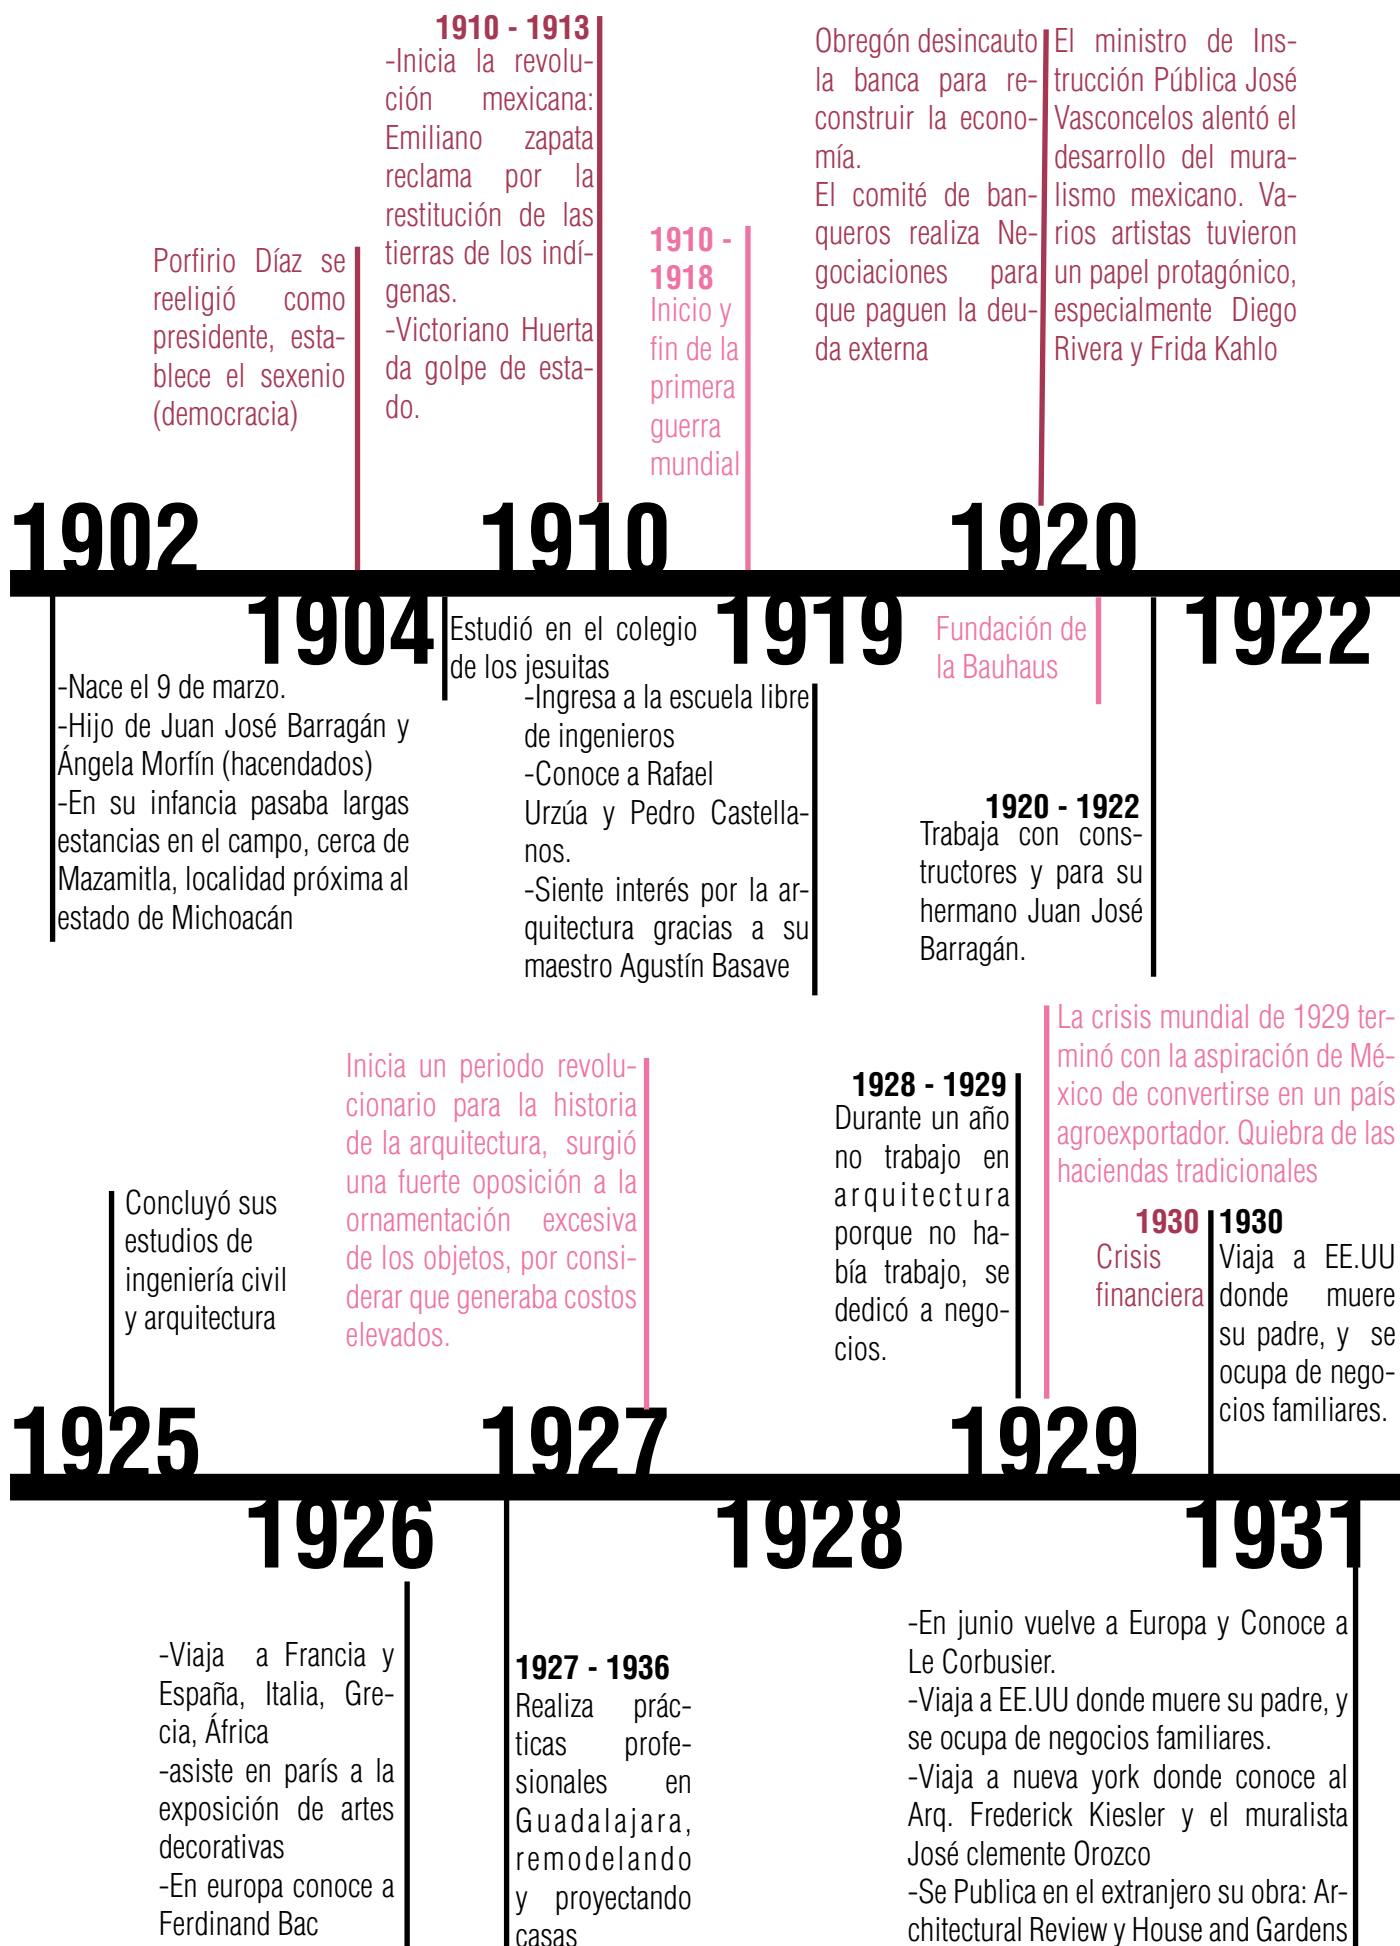 1910 - 1913
-Inicia la revolu-
ción mexicana:
Emiliano zapata
reclama por la
restitución de las
tierras de los indí-
genas.
-Victoriano Huerta
da golpe de esta-
do.
Obregón desincauto
la banca para re-
construir la econo-
mía.
El comité de ban-
queros realiza Ne-
gociaciones para
que paguen la deu-
da externa
El ministro de Ins-
trucción Pública José
Vasconcelos alentó el
desarrollo del mura-
lismo mexicano. Va-
rios artistas tuvieron
un papel protagónico,
especialmente Diego
Rivera y Frida Kahlo
Porfirio Díaz se
reeligió como
presidente, esta-
blece el sexenio
(democracia)
1910 -
1918
Inicio y
fin de la
primera
guerra
mundial
1902
1910
1920
1904
1919
1922
-Nace el 9 de marzo.
-Hijo de Juan José Barragán y
Ángela Morfín (hacendados)
-En su infancia pasaba largas
estancias en el campo, cerca de
Mazamitla, localidad próxima al
estado de Michoacán
Estudió en el colegio
de los jesuitas
-Ingresa a la escuela libre
de ingenieros
-Conoce a Rafael
Urzúa y Pedro Castella-
nos.
-Siente interés por la ar-
quitectura gracias a su
maestro Agustín Basave
Fundación de
la Bauhaus
1920 - 1922
Trabaja con cons-
tructores y para su
hermano Juan José
Barragán.
Concluyó sus
estudios de
ingeniería civil
y arquitectura
Inicia un periodo revolu-
cionario para la historia
de la arquitectura, surgió
una fuerte oposición a la
ornamentación excesiva
de los objetos, por consi-
derar que generaba costos
elevados.
1928 - 1929
Durante un año
no trabajo en
arquitectura
porque no ha-
bía trabajo, se
dedicó a nego-
cios.
La crisis mundial de 1929 ter-
minó con la aspiración de Mé-
xico de convertirse en un país
agroexportador. Quiebra de las
haciendas tradicionales
1930
Crisis
financiera
1930
Viaja a EE.UU
donde muere
su padre, y se
ocupa de nego-
cios familiares.
1925
1927
1929
1926
1928
1931
-Viaja a Francia y
España, Italia, Gre-
cia, África
-asiste en parís a la
exposición de artes
decorativas
-En europa conoce a
Ferdinand Bac
1927 - 1936
Realiza prác-
ticas profe-
sionales en
Guadalajara,
remodelando
y proyectando
casas
-En junio vuelve a Europa y Conoce a
Le Corbusier.
-Viaja a EE.UU donde muere su padre, y
se ocupa de negocios familiares.
-Viaja a nueva york donde conoce al
Arq. Frederick Kiesler y el muralista
José clemente Orozco
-Se Publica en el extranjero su obra: Ar-
chitectural Review y House and Gardens